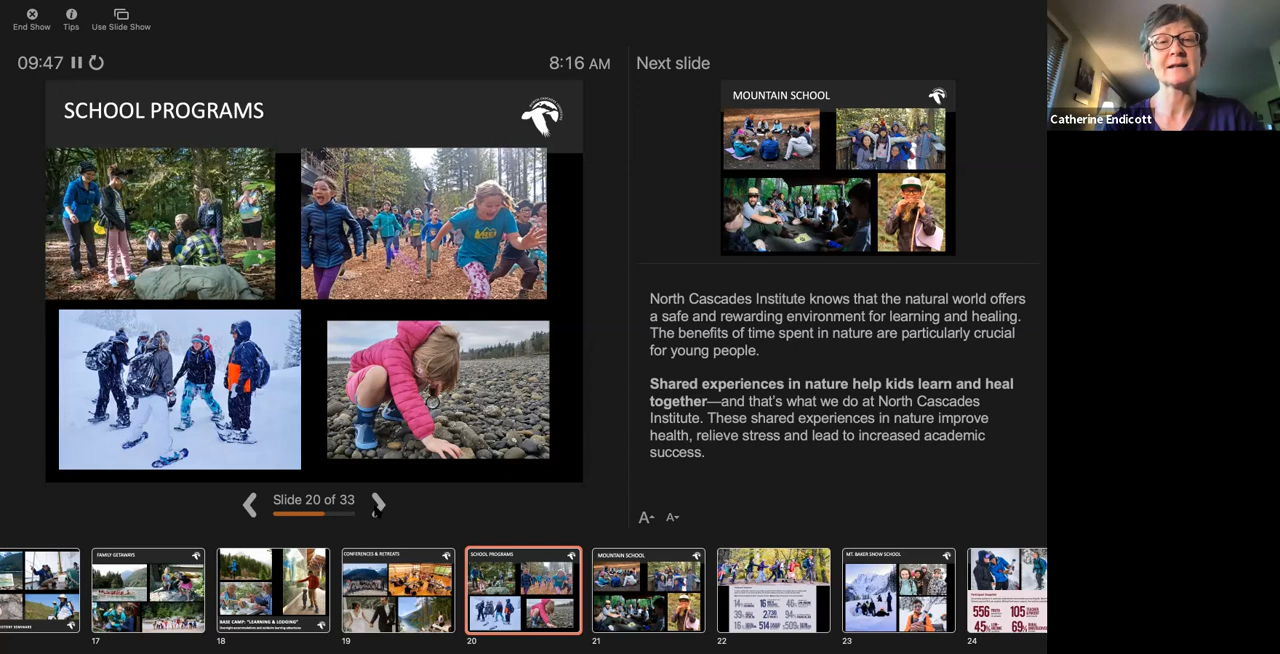 End Show
Tips
Use Slide Show
09:47
8:16 AM
Next slide
SCHOOL PROGRAMS
MOUNTAIN SCHOOL
Catherine Endicott
North Cascades Institute knows that the natural world offers
a safe and rewarding environment for learning and healing.
The benefits of time spent in nature are particularly crucial
for young people.
Shared experiences in nature help kids learn and heal
together—and that's what we do at North Cascades
Institute. These shared experiences in nature improve
health, relieve stress and lead to increased academic
success.
Slide 20 of 33
A
A
FAMILY GETAWAYS
BASE CAMP: "LEARNING & LODGING"
CONFERENCES & RETREATS
SCHOOL PROGRAMS
MOUNTAIN SCHOOL
MT. BAKER SNOW SCHOOL
556
105
45%
69%
17
18
19
20
21
22
23
24